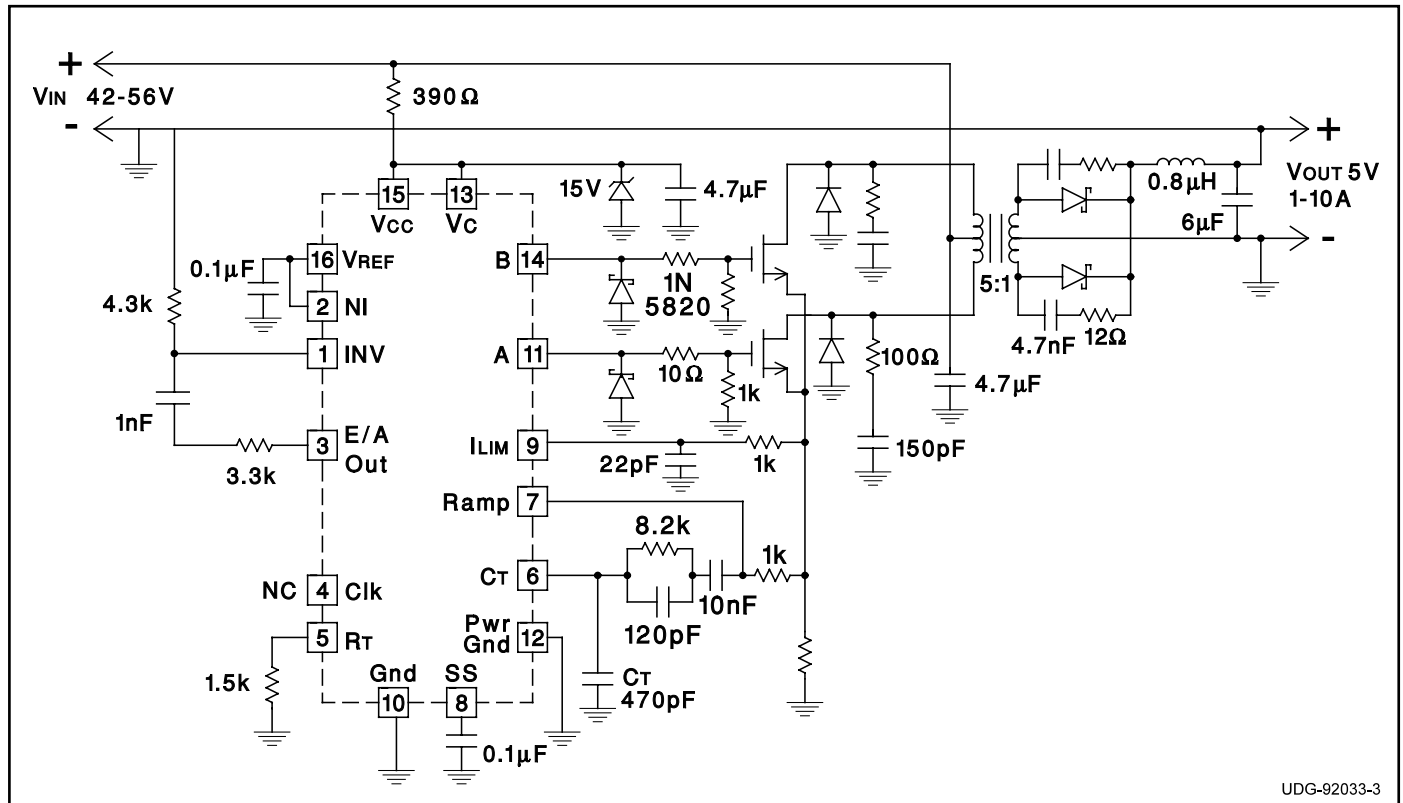 +
VIN 42-56V
-
390Ω
+
VOUT 5V
1-10A
-
15
VCC
13
VC
15V
4.7µF
0.8µH
6µF
0.1µF
16 VREF
2 NI
4.3k
1 INV
B 14
1N
5820
5:1
A 11
10Ω
1k
100Ω
4.7µF
4.7nF
12Ω
1nF
3.3k
3 E/A
Out
ILIM 9
22pF
1k
150pF
Ramp 7
8.2k
1k
NC 4 Clk
CT 6
10nF
120pF
5 RT
Pwr
Gnd 12
1.5k
Gnd
10
SS
8
CT
470pF
0.1µF
UDG-92033-3